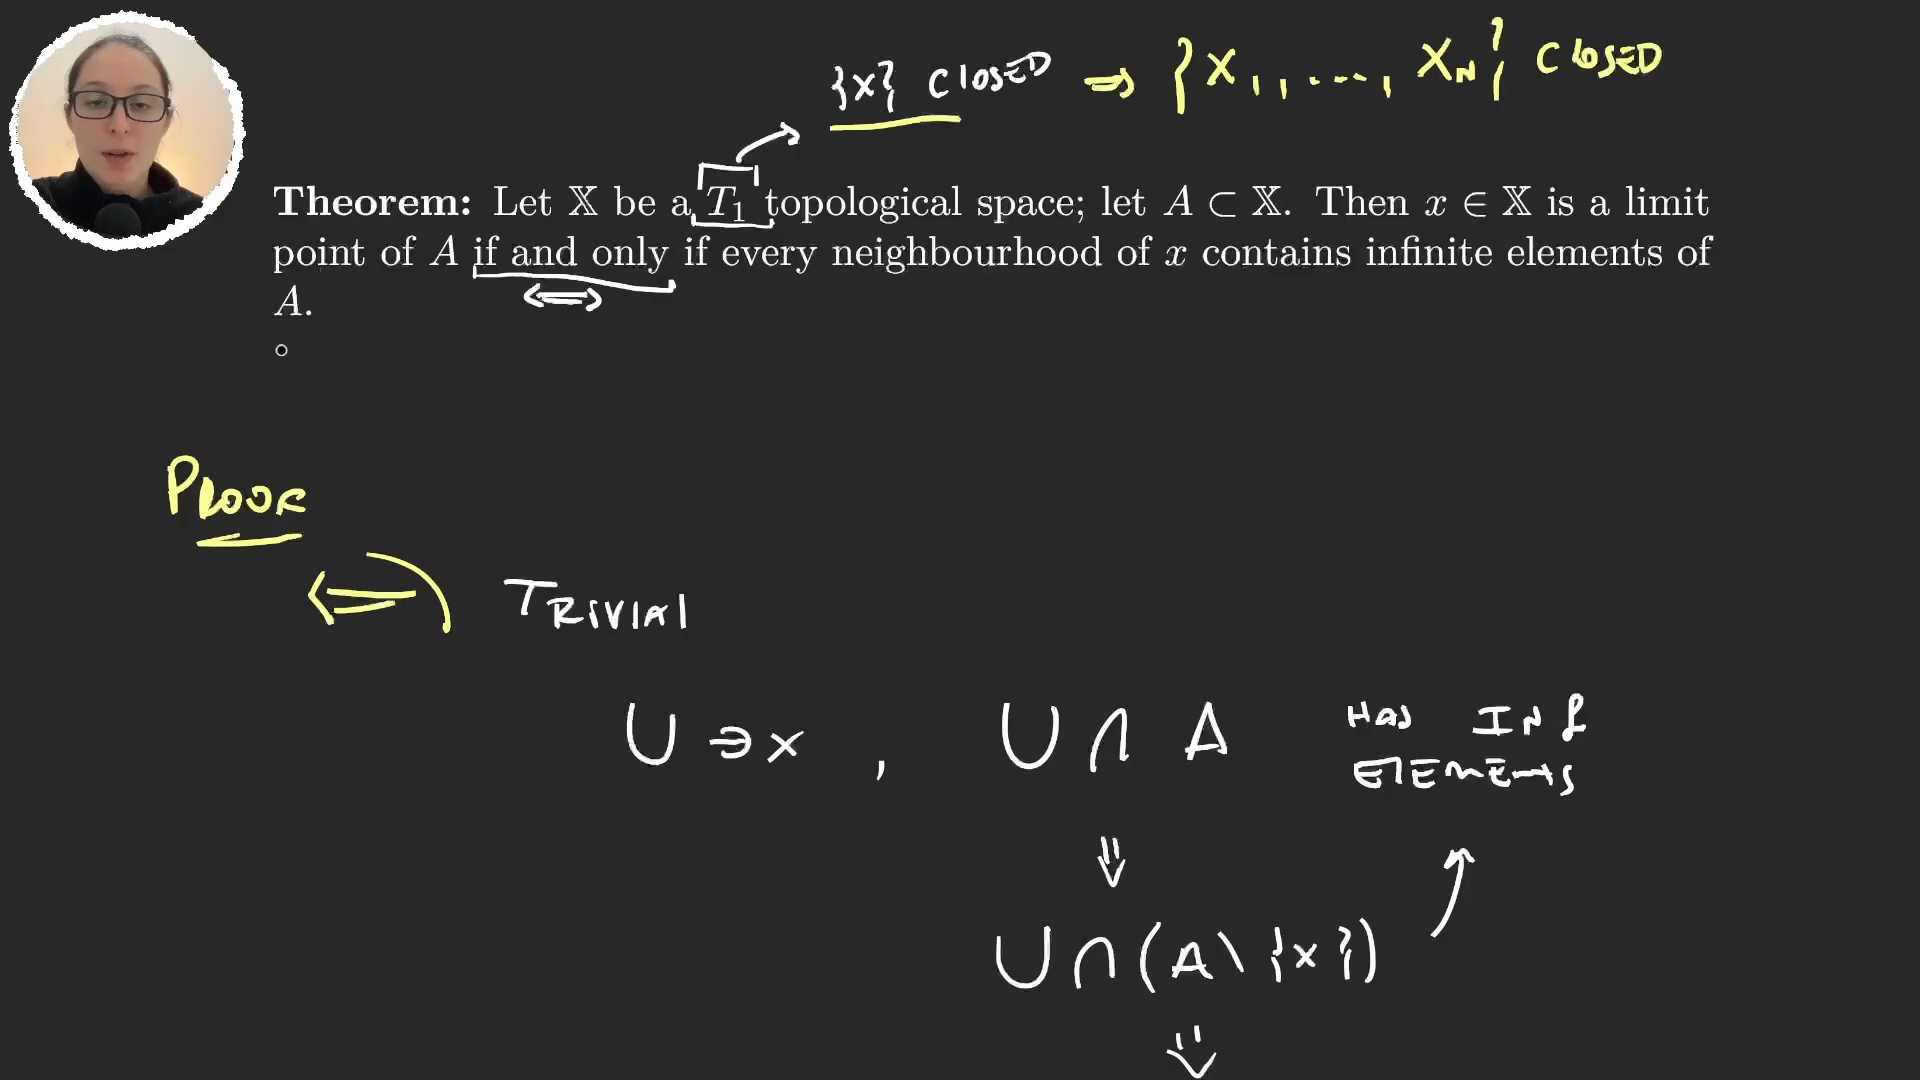 {x} CLOSED ⇒ {X₁, ...., X_N} CLOSED
Theorem: Let 𝕏 be a T₁ topological space; let A ⊂ 𝕏. Then x ∈ 𝕏 is a limit
point of A if and only if every neighbourhood of x contains infinite elements of
A.
⟺
PROOF
⟸) TRIVIAL
U ∋ x , U ∩ A HAS INF
ELEMENTS
⇓
U ∩ (A \ {x})
⇓